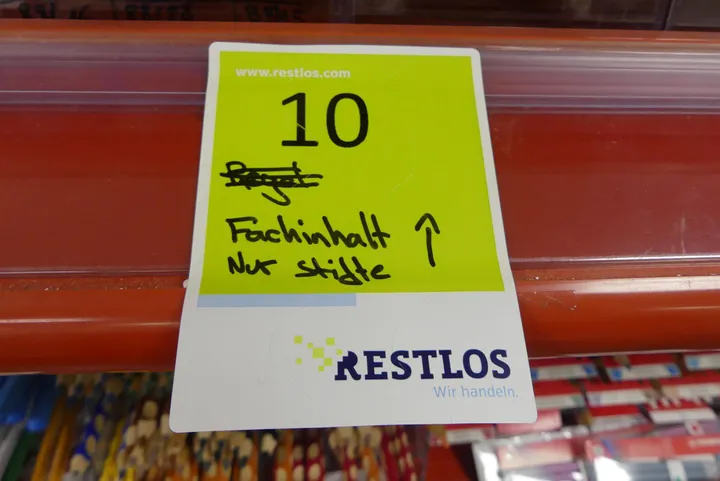 www.restlos.com
10
Fachinhalt ↑
Nur Stifte
RESTLOS
Wir handeln.